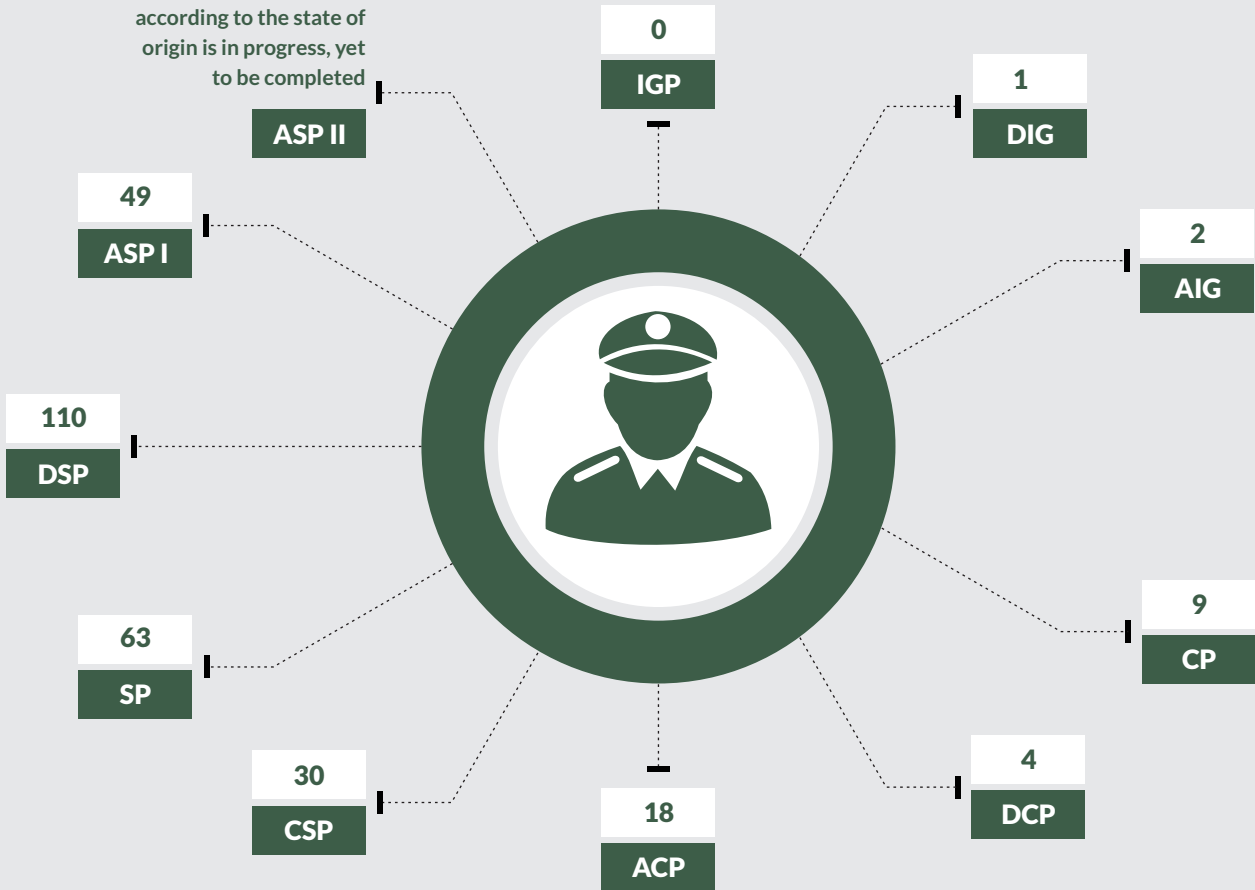 according to the state of
origin is in progress, yet
to be completed
ASP II
0
IGP
1
DIG
2
AIG
9
CP
4
DCP
18
ACP
30
CSP
63
SP
110
DSP
49
ASP I